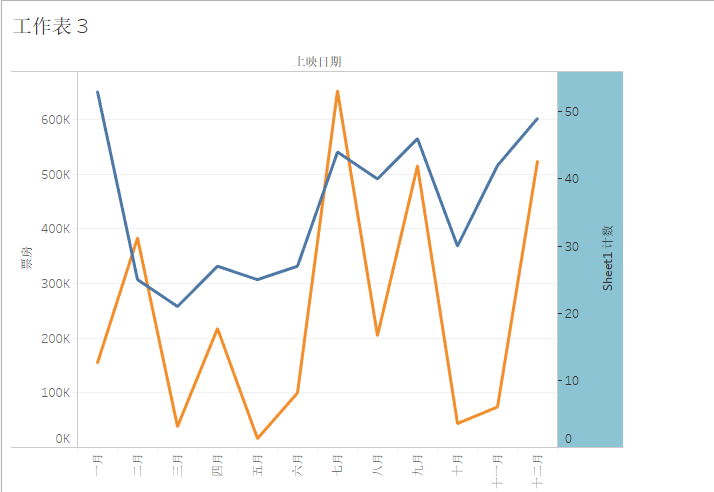 工作表 3
上映日期
票房
600K
500K
400K
300K
200K
100K
0K
50
40
30
20
10
0
Sheet1 计数
一月
二月
三月
四月
五月
六月
七月
八月
九月
十月
十一月
十二月